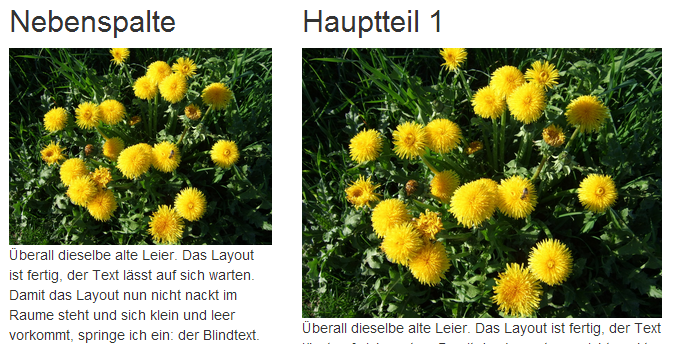 Nebenspalte
Überall dieselbe alte Leier. Das Layout
ist fertig, der Text lässt auf sich warten.
Damit das Layout nun nicht nackt im
Raume steht und sich klein und leer
vorkommt, springe ich ein: der Blindtext.
Hauptteil 1
Überall dieselbe alte Leier. Das Layout ist fertig, der Text